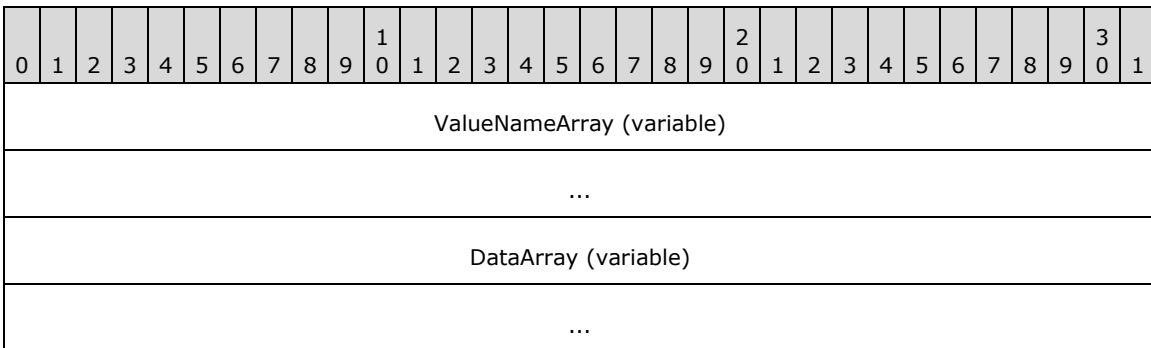 1 2 3
0 1 2 3 4 5 6 7 8 9 0 1 2 3 4 5 6 7 8 9 0 1 2 3 4 5 6 7 8 9 0 1
ValueNameArray (variable)
...
DataArray (variable)
...